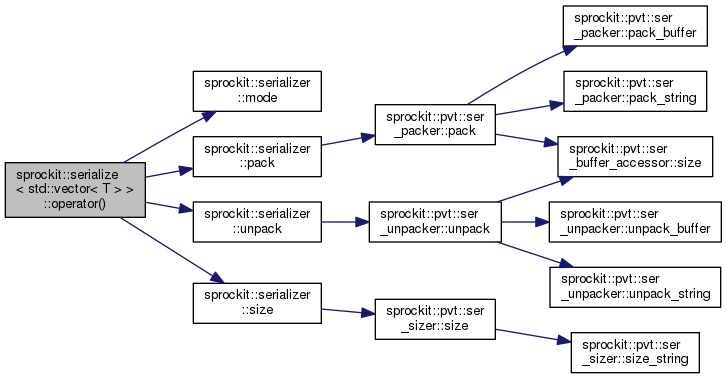 sprockit::serialize
< std::vector< T > >
::operator()
sprockit::serializer
::mode
sprockit::serializer
::pack
sprockit::serializer
::unpack
sprockit::serializer
::size
sprockit::pvt::ser
_packer::pack
sprockit::pvt::ser
_unpacker::unpack
sprockit::pvt::ser
_sizer::size
sprockit::pvt::ser
_packer::pack_buffer
sprockit::pvt::ser
_packer::pack_string
sprockit::pvt::ser
_buffer_accessor::size
sprockit::pvt::ser
_unpacker::unpack_buffer
sprockit::pvt::ser
_unpacker::unpack_string
sprockit::pvt::ser
_sizer::size_string